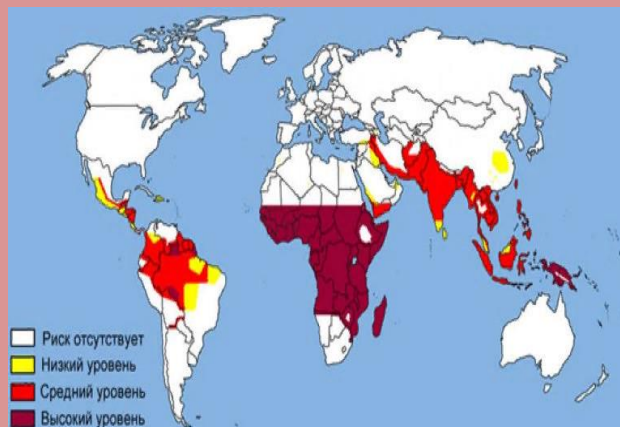 Риск отсутствует
Низкий уровень
Средний уровень
Высокий уровень